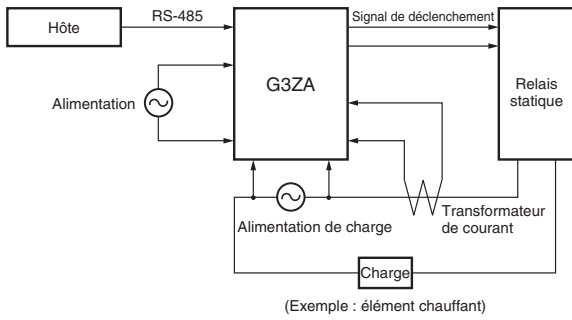 Hôte
RS-485
Signal de déclenchement
Alimentation
G3ZA
Relais
statique
Alimentation de charge
Transformateur
de courant
Charge
(Exemple : élément chauffant)